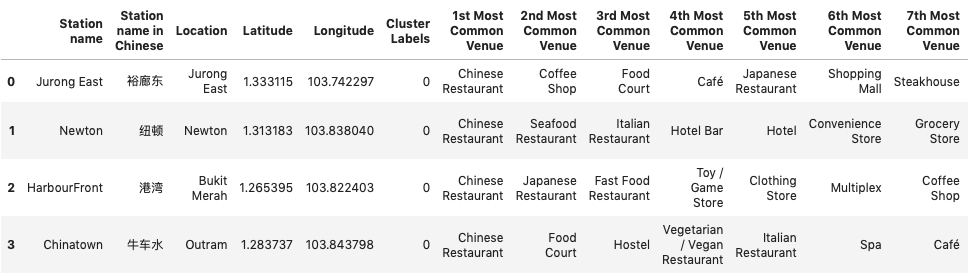 Station name Station name in Chinese Location Latitude Longitude Cluster Labels 1st Most Common Venue 2nd Most Common Venue 3rd Most Common Venue 4th Most Common Venue 5th Most Common Venue 6th Most Common Venue 7th Most Common Venue
0 Jurong East 裕廊东 Jurong East 1.333115 103.742297 0 Chinese Restaurant Coffee Shop Food Court Café Japanese Restaurant Shopping Mall Steakhouse
1 Newton 纽顿 Newton 1.313183 103.838040 0 Chinese Restaurant Seafood Restaurant Italian Restaurant Hotel Bar Hotel Convenience Store Grocery Store
2 HarbourFront 港湾 Bukit Merah 1.265395 103.822403 0 Chinese Restaurant Japanese Restaurant Fast Food Restaurant Toy / Game Store Clothing Store Multiplex Coffee Shop
3 Chinatown 牛车水 Outram 1.283737 103.843798 0 Chinese Restaurant Food Court Hostel Vegetarian / Vegan Restaurant Italian Restaurant Spa Café